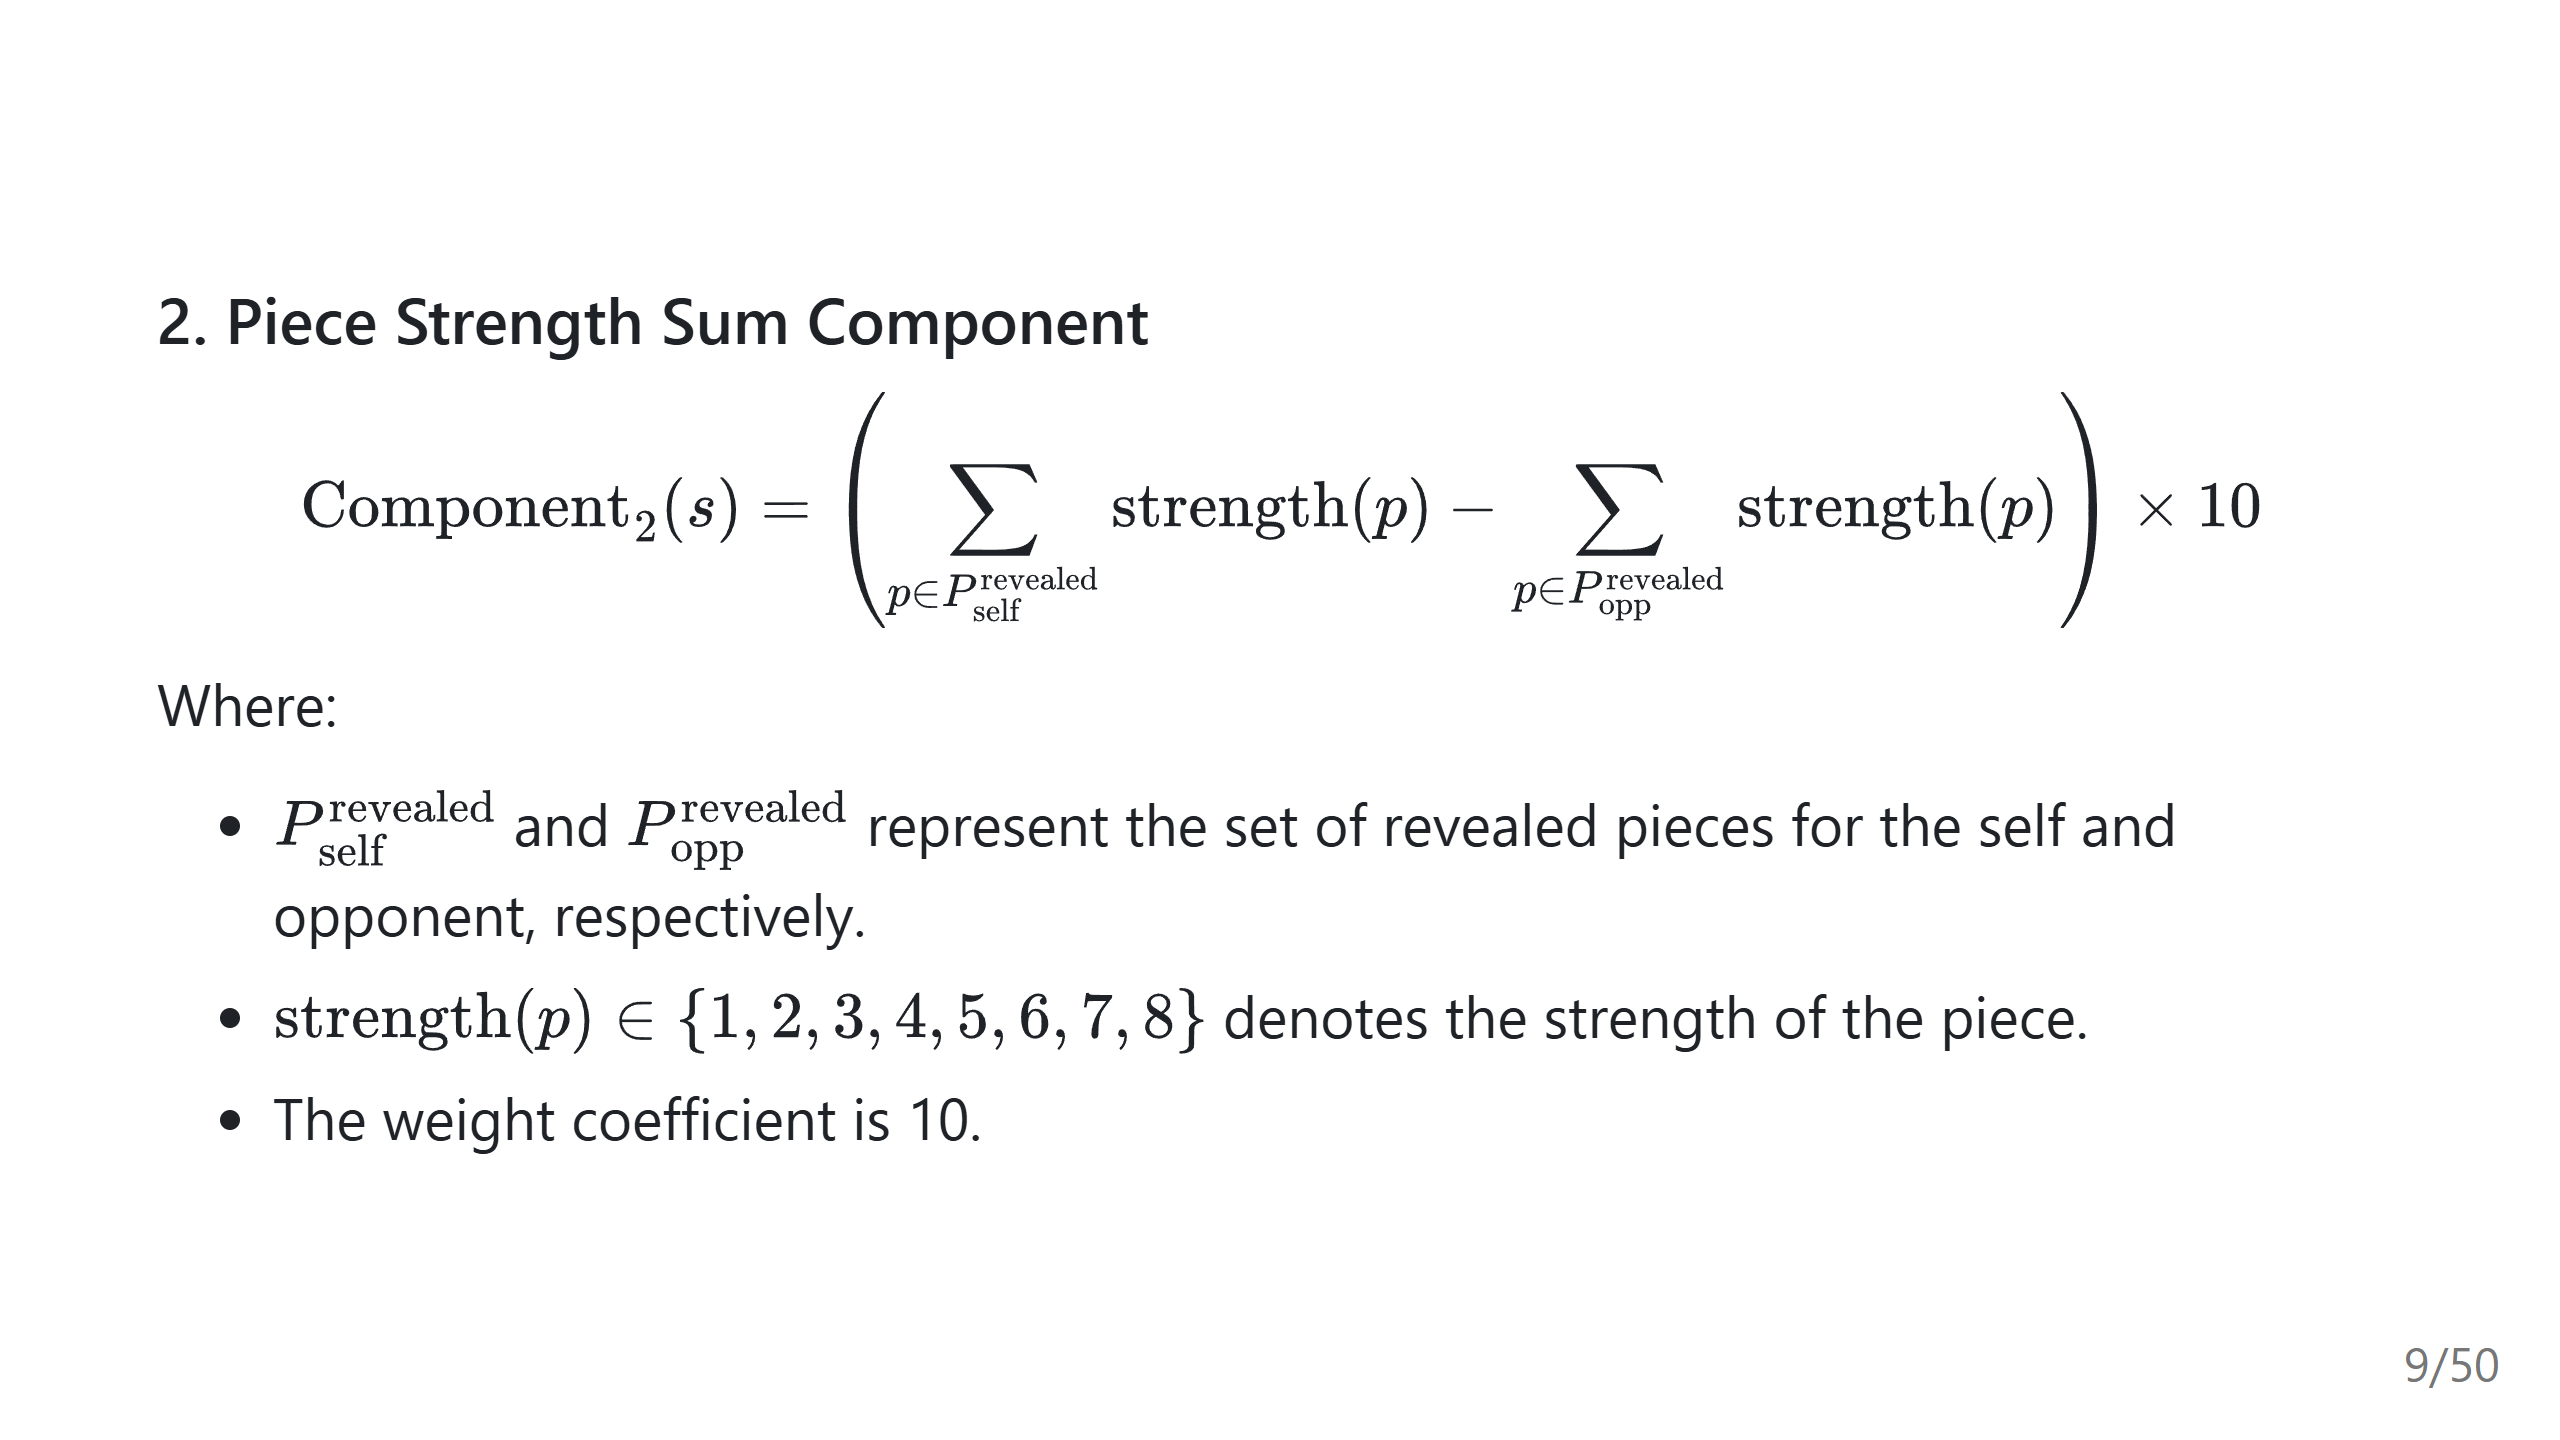 2. Piece Strength Sum Component
Component₂(s) = ( ∑_{p∈P_self^revealed} strength(p) − ∑_{p∈P_opp^revealed} strength(p) ) × 10
Where:
• P_self^revealed and P_opp^revealed represent the set of revealed pieces for the self and
opponent, respectively.
• strength(p) ∈ {1, 2, 3, 4, 5, 6, 7, 8} denotes the strength of the piece.
• The weight coefficient is 10.
9/50